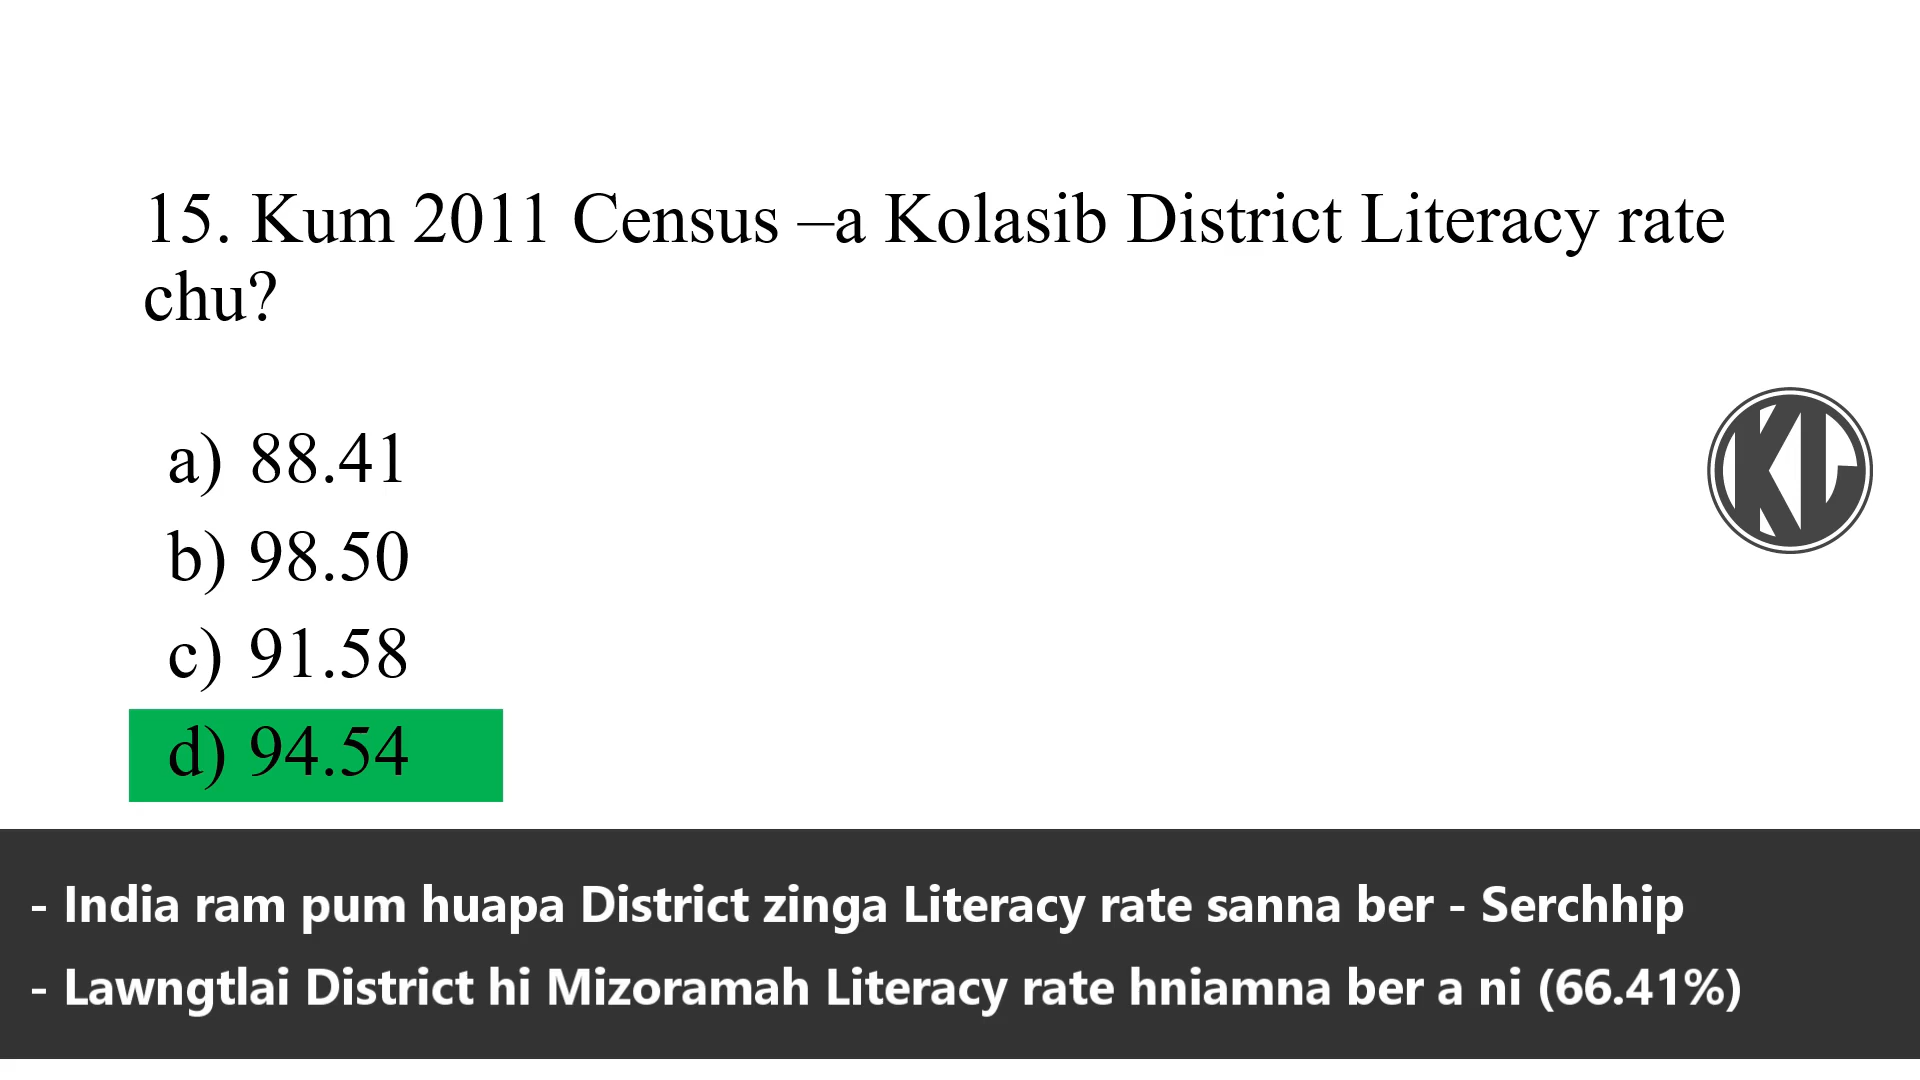 15. Kum 2011 Census –a Kolasib District Literacy rate
chu?
a) 88.41
b) 98.50
c) 91.58
d) 94.54
KL
- India ram pum huapa District zinga Literacy rate sanna ber - Serchhip
- Lawngtlai District hi Mizoramah Literacy rate hniamna ber a ni (66.41%)